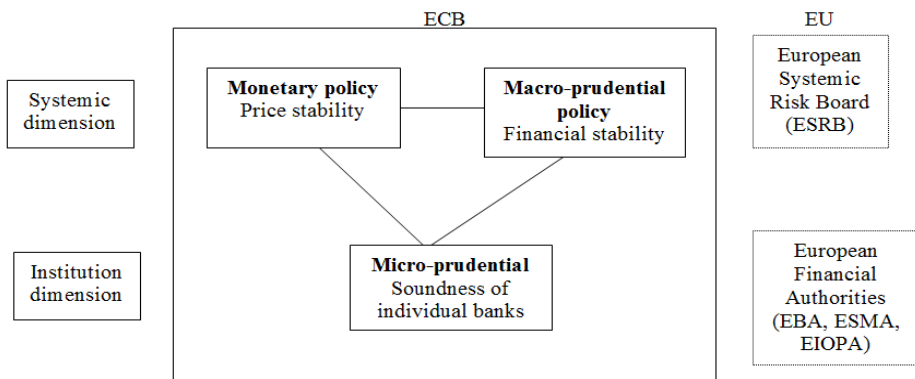 ECB
EU
Systemic
dimension
Monetary policy
Price stability
Macro-prudential
policy
Financial stability
European
Systemic
Risk Board
(ESRB)
Institution
dimension
Micro-prudential
Soundness of
individual banks
European
Financial
Authorities
(EBA, ESMA,
EIOPA)